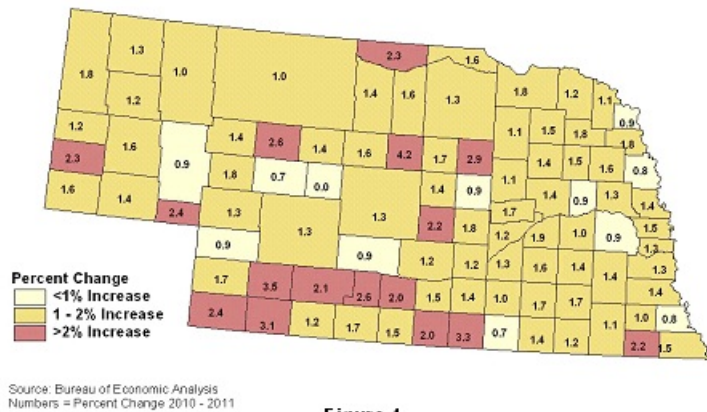 2.3 1.6
1.3 1.8 1.0 1.0 1.4 1.6 1.3 1.8 1.2 1.1
1.2 0.9
1.2 1.6 0.9 1.4 2.6 1.4 1.6 4.2 1.7 2.9 1.1 1.5 1.8 1.8
2.3 1.8 0.7 0.0 1.4 0.9 1.1 1.4 1.5 1.6 0.8
1.6 1.4 2.4 1.3 1.3 1.3 2.2 1.8 1.7 1.4 0.9 1.3 1.4
0.9 0.9 1.2 1.2 1.2 1.9 1.0 0.9 1.5
1.3
1.7 3.5 2.1 2.6 2.0 1.5 1.4 1.3 1.6 1.4 1.4 1.3
1.0 1.7 1.7 1.4
2.4 3.1 1.2 1.7 1.5 2.0 3.3 0.7 1.4 1.2 1.1 1.0 0.8
2.2 1.5
Percent Change
<1% Increase
1 - 2% Increase
>2% Increase
Source: Bureau of Economic Analysis
Numbers = Percent Change 2010 - 2011